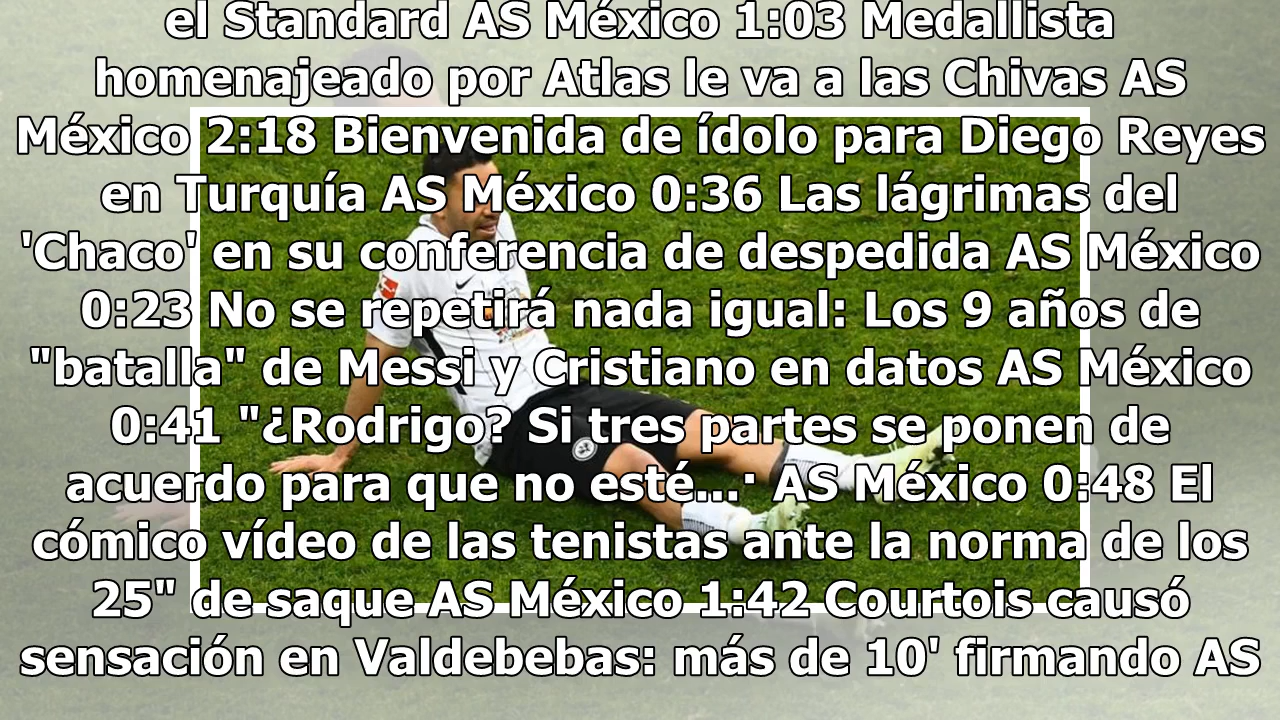 el Standard AS México 1:03 Medallista
homenajeado por Atlas le va a las Chivas AS
México 2:18 Bienvenida de ídolo para Diego Reyes
en Turquía AS México 0:36 Las lágrimas del
'Chaco' en su conferencia de despedida AS México
0:23 No se repetirá nada igual: Los 9 años de
"batalla" de Messi y Cristiano en datos AS México
0:41 "¿Rodrigo? Si tres partes se ponen de
acuerdo para que no esté...· AS México 0:48 El
cómico vídeo de las tenistas ante la norma de los
25" de saque AS México 1:42 Courtois causó
sensación en Valdebebas: más de 10' firmando AS